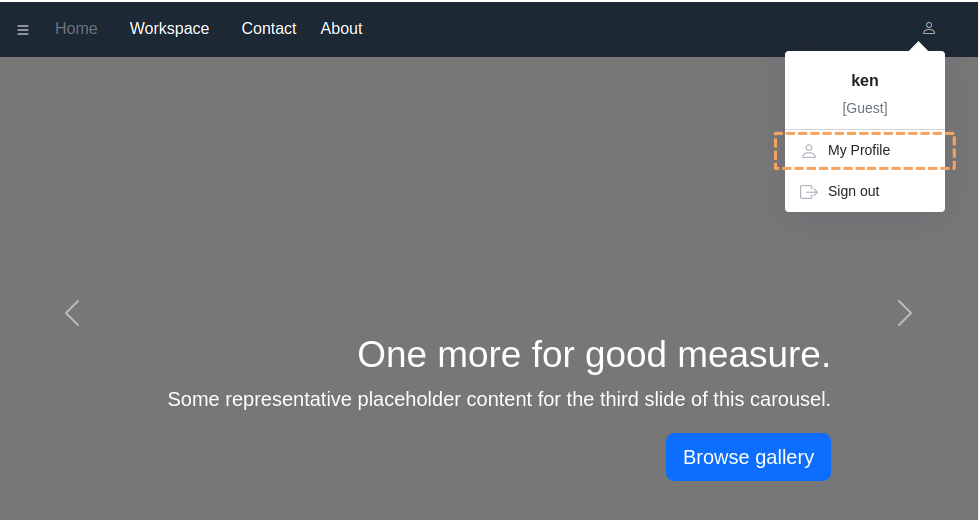 Home Workspace Contact About
ken
[Guest]
My Profile
Sign out
One more for good measure.
Some representative placeholder content for the third slide of this carousel.
Browse gallery